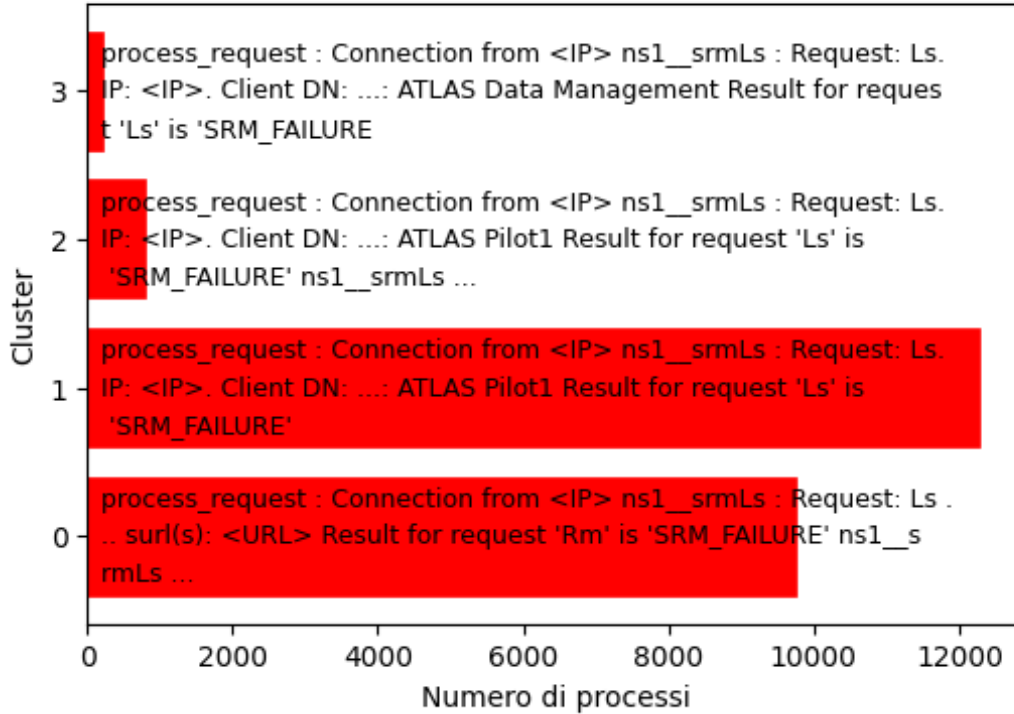 process_request : Connection from <IP> ns1__srmLs : Request: Ls.
3
IP: <IP>. Client DN: ...: ATLAS Data Management Result for reques
t 'Ls' is 'SRM_FAILURE
process_request : Connection from <IP> ns1__srmLs : Request: Ls.
2
IP: <IP>. Client DN: ...: ATLAS Pilot1 Result for request 'Ls' is
'SRM_FAILURE' ns1__srmLs ...
Cluster
process_request : Connection from <IP> ns1__srmLs : Request: Ls.
1
IP: <IP>. Client DN: ...: ATLAS Pilot1 Result for request 'Ls' is
'SRM_FAILURE'
process_request : Connection from <IP> ns1__srmLs : Request: Ls .
0
.. surl(s): <URL> Result for request 'Rm' is 'SRM_FAILURE' ns1__s
rmLs ...
0 2000 4000 6000 8000 10000 12000
Numero di processi